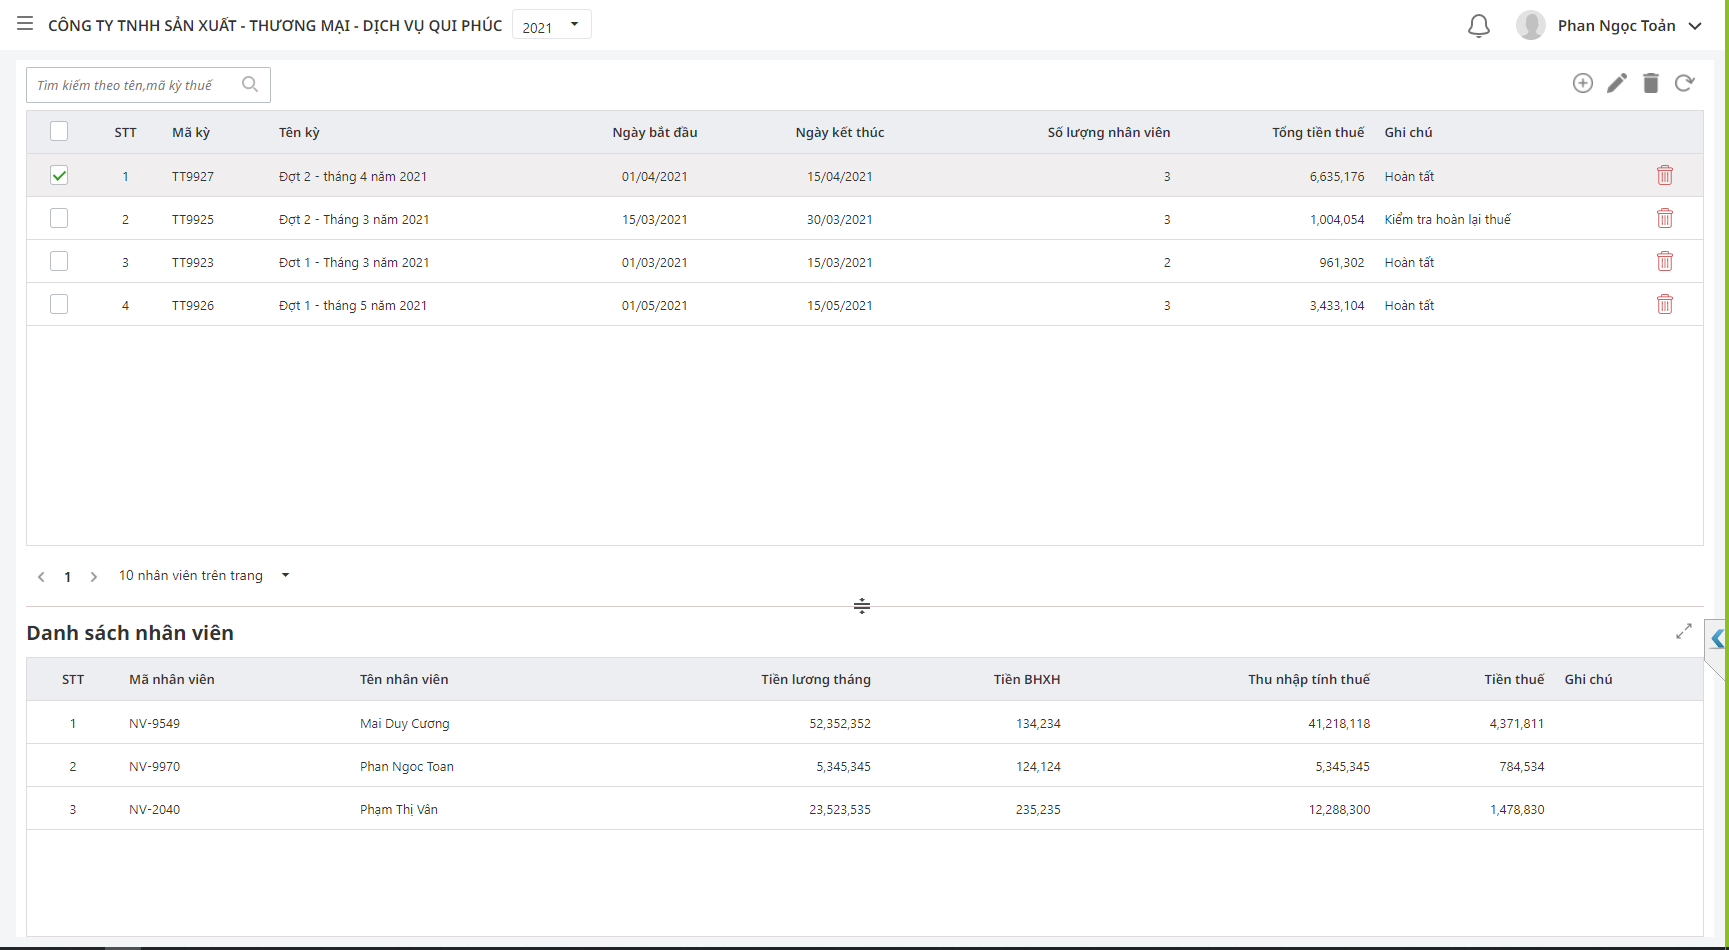 CÔNG TY TNHH SẢN XUẤT - THƯƠNG MẠI - DỊCH VỤ QUI PHÚC 2021 Phan Ngọc Toản
Tìm kiếm theo tên,mã kỳ thuế
STT Mã kỳ Tên kỳ Ngày bắt đầu Ngày kết thúc Số lượng nhân viên Tổng tiền thuế Ghi chú
1 TT9927 Đợt 2 - tháng 4 năm 2021 01/04/2021 15/04/2021 3 6,635,176 Hoàn tất
2 TT9925 Đợt 2 - Tháng 3 năm 2021 15/03/2021 30/03/2021 3 1,004,054 Kiểm tra hoàn lại thuế
3 TT9923 Đơt 1 - Tháng 3 năm 2021 01/03/2021 15/03/2021 2 961,302 Hoàn tất
4 TT9926 Đợt 1 - tháng 5 năm 2021 01/05/2021 15/05/2021 3 3,433,104 Hoàn tất
1 10 nhân viên trên trang
Danh sách nhân viên
STT Mã nhân viên Tên nhân viên Tiền lương tháng Tiền BHXH Thu nhập tính thuế Tiền thuế Ghi chú
1 NV-9549 Mai Duy Cương 52,352,352 134,234 41,218,118 4,371,811
2 NV-9970 Phan Ngoc Toan 5,345,345 124,124 5,345,345 784,534
3 NV-2040 Phạm Thị Vân 23,523,535 235,235 12,288,300 1,478,830